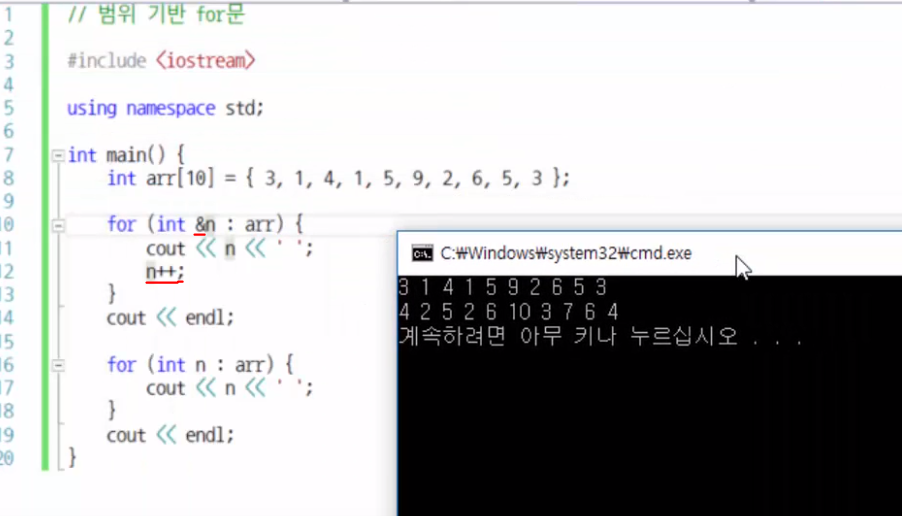 1 // 범위 기반 for문
2
3 #include <iostream>
4
5 using namespace std;
6
7 int main() {
8 int arr[10] = { 3, 1, 4, 1, 5, 9, 2, 6, 5, 3 };
9
10 for (int &n : arr) {
11 cout << n << ' ';
12 n++;
13 }
14 cout << endl;
15
16 for (int n : arr) {
17 cout << n << ' ';
18 }
19 cout << endl;
20 }
C:\Windows\system32\cmd.exe
3 1 4 1 5 9 2 6 5 3
4 2 5 2 6 10 3 7 6 4
계속하려면 아무 키나 누르십시오 . . .